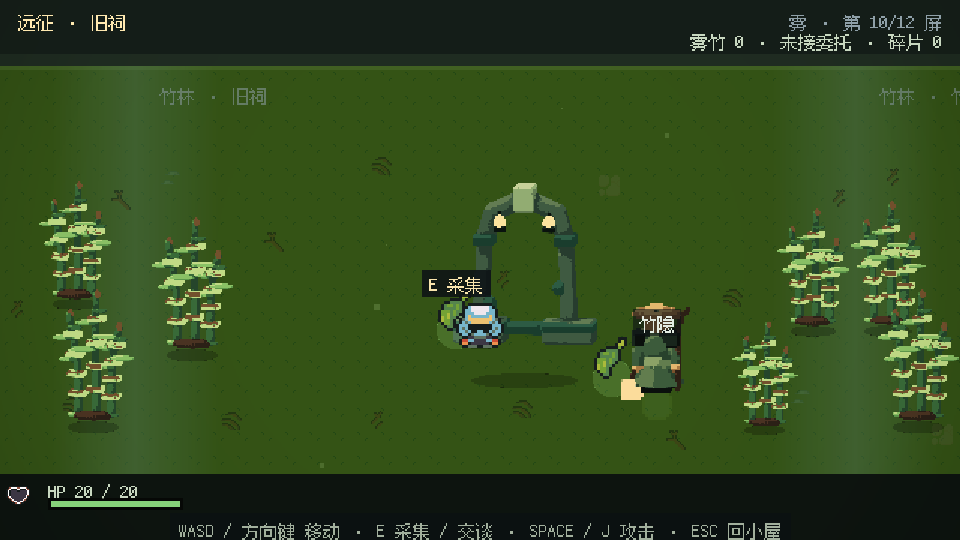 远征 · 旧祠
雾 · 第 10/12 屏
雾竹 0 · 未接委托 · 碎片 0
竹林 · 旧祠
竹林 ·
E 采集
竹隐
HP 20 / 20
WASD / 方向键 移动 · E 采集 / 交谈 · SPACE / J 攻击 · ESC 回小屋